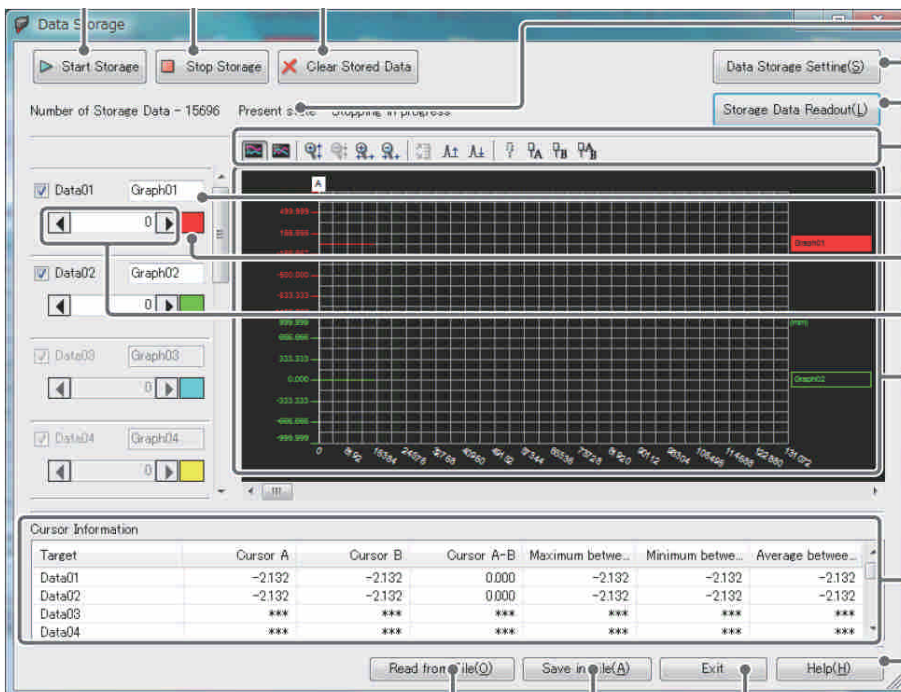 Data Storage
Start Storage
Stop Storage
Clear Stored Data
Data Storage Setting(S)
Number of Storage Data - 15696
Present
Stopping in progress
Storage Data Readout(L)
A
A
B
A
Data01
Graph01
0
Data02
Graph02
0
Data03
Graph03
0
Data04
Graph04
0
A
499.999
Graph01
-833.333
999.999
(mm)
666.666
333.333
0.000
Graph02
-333.333
-666.666
-999.999
0
8192
16384
24576
32768
40960
49152
57344
65536
73728
81920
90112
98304
106496
114688
122880
131072
Cursor Information
Target Cursor A Cursor B Cursor A-B Maximum betwe... Minimum betwe... Average betwee...
Data01 -2.132 -2.132 0.000 -2.132 -2.132 -2.132
Data02 -2.132 -2.132 0.000 -2.132 -2.132 -2.132
Data03 *** *** *** *** *** ***
Data04 *** *** *** *** *** ***
Read from File(O)
Save in File(A)
Exit
Help(H)